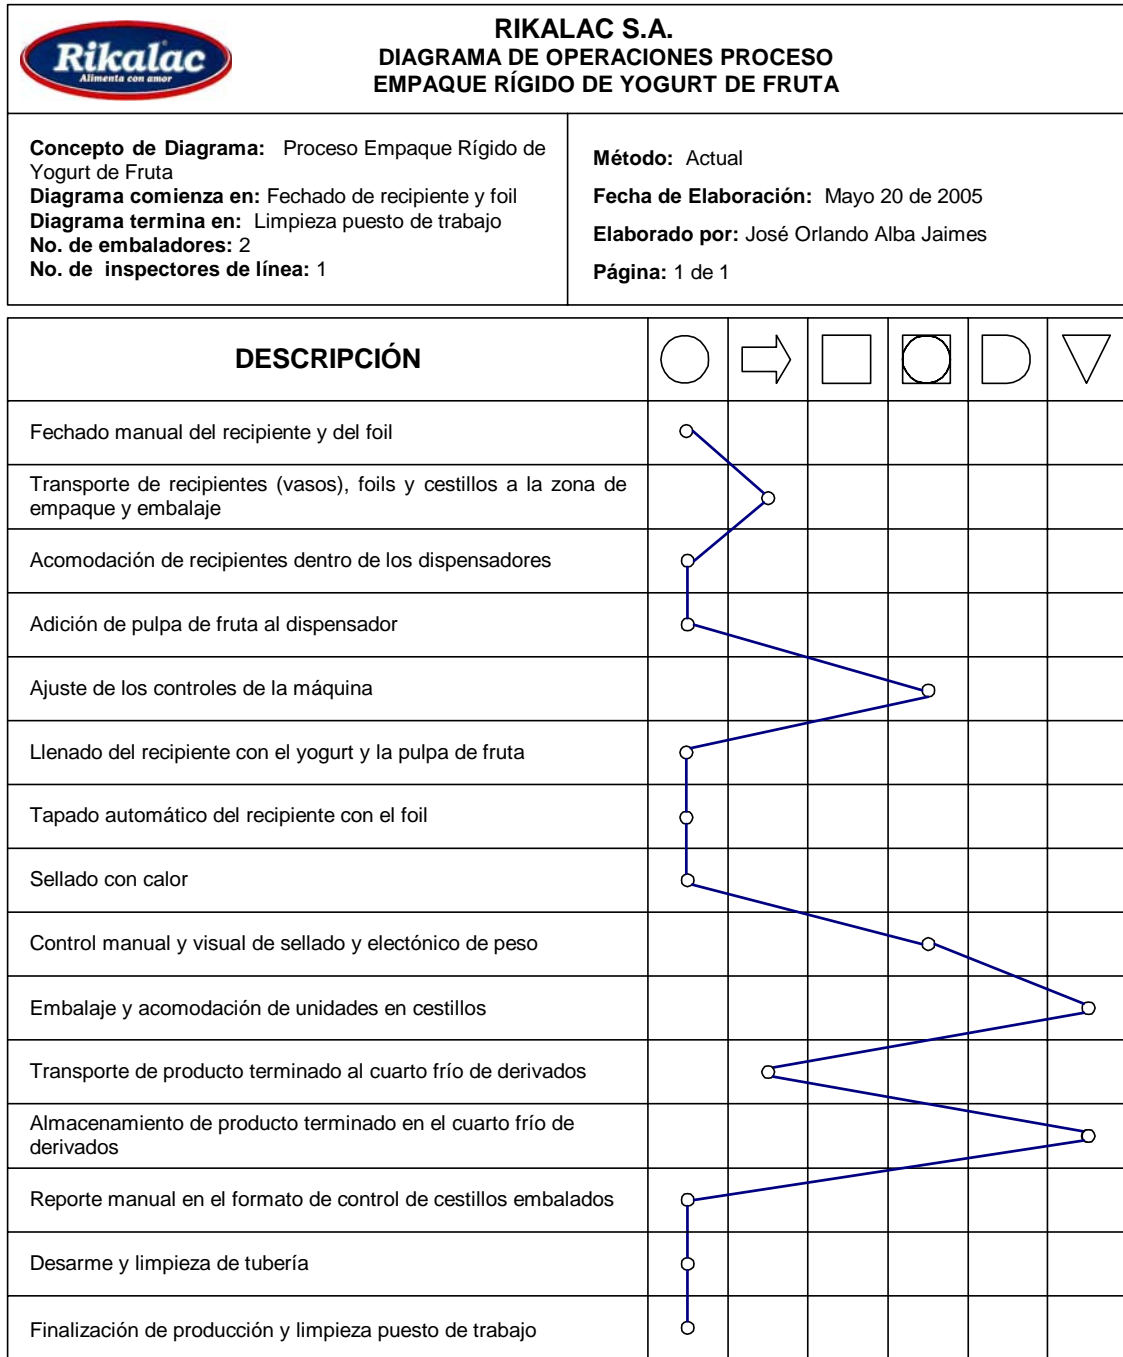 RIKALAC S.A.
DIAGRAMA DE OPERACIONES PROCESO
EMPAQUE RÍGIDO DE YOGURT DE FRUTA
Rikalac
Alimenta con amor
Concepto de Diagrama: Proceso Empaque Rígido de
Yogurt de Fruta
Diagrama comienza en: Fechado de recipiente y foil
Diagrama termina en: Limpieza puesto de trabajo
No. de embaladores: 2
No. de inspectores de línea: 1
Método: Actual
Fecha de Elaboración: Mayo 20 de 2005
Elaborado por: José Orlando Alba Jaimes
Página: 1 de 1
DESCRIPCIÓN
Fechado manual del recipiente y del foil
Transporte de recipientes (vasos), foils y cestillos a la zona de
empaque y embalaje
Acomodación de recipientes dentro de los dispensadores
Adición de pulpa de fruta al dispensador
Ajuste de los controles de la máquina
Llenado del recipiente con el yogurt y la pulpa de fruta
Tapado automático del recipiente con el foil
Sellado con calor
Control manual y visual de sellado y electónico de peso
Embalaje y acomodación de unidades en cestillos
Transporte de producto terminado al cuarto frío de derivados
Almacenamiento de producto terminado en el cuarto frío de
derivados
Reporte manual en el formato de control de cestillos embalados
Desarme y limpieza de tubería
Finalización de producción y limpieza puesto de trabajo